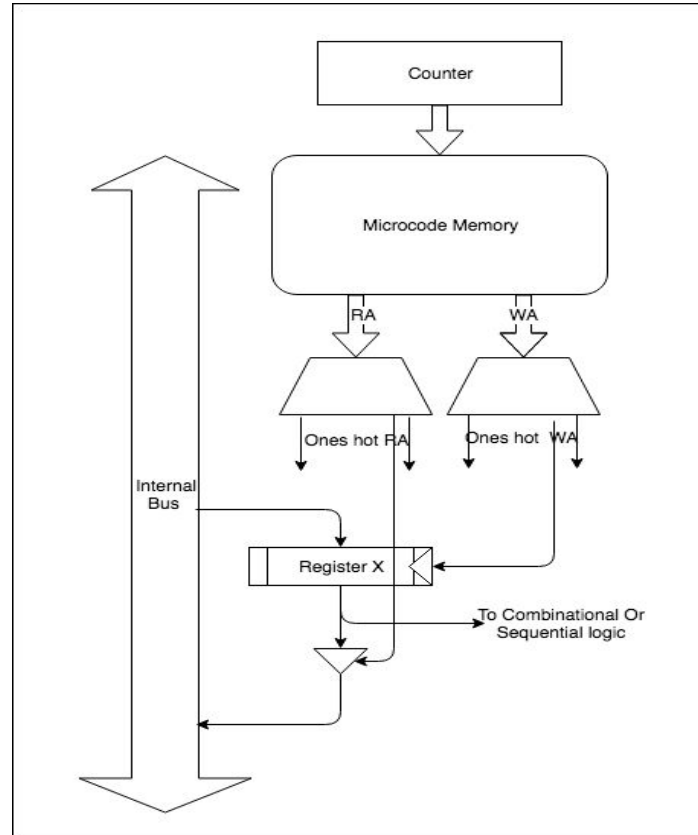 Counter
Microcode Memory
RA
WA
Ones hot RA
Ones hot WA
Internal
Bus
Register X
To Combinational Or
Sequential logic